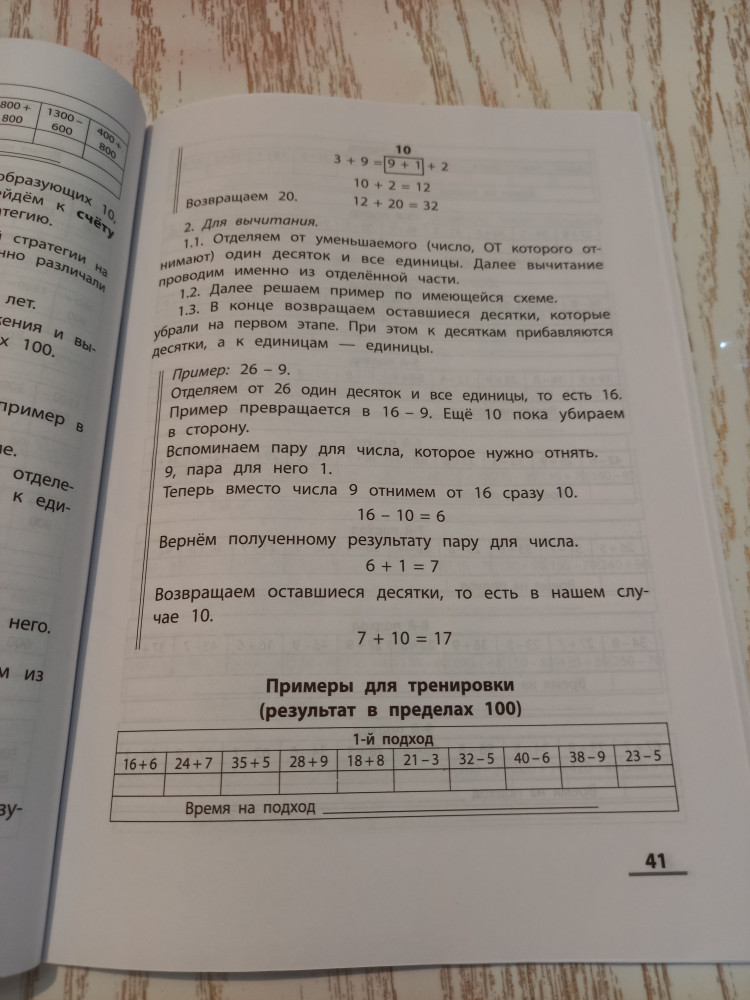 800 +
800
1300 –
600
400 +
800
образующих 10.
ейдём к счёту
атегию.
й стратегии на
нно различали
лет.
жения и вы-
х 100.
пример в
ие.
отделе-
к еди-
него.
м из
зу-
10
3 + 9 = 9 + 1 + 2
10 + 2 = 12
Возвращаем 20. 12 + 20 = 32
2. Для вычитания.
1.1. Отделяем от уменьшаемого (число, ОТ которого от-
нимают) один десяток и все единицы. Далее вычитание
проводим именно из отделённой части.
1.2. Далее решаем пример по имеющейся схеме.
1.3. В конце возвращаем оставшиеся десятки, которые
убрали на первом этапе. При этом к десяткам прибавляются
десятки, а к единицам — единицы.
Пример: 26 – 9.
Отделяем от 26 один десяток и все единицы, то есть 16.
Пример превращается в 16 – 9. Ещё 10 пока убираем
в сторону.
Вспоминаем пару для числа, которое нужно отнять.
9, пара для него 1.
Теперь вместо числа 9 отнимем от 16 сразу 10.
16 – 10 = 6
Вернём полученному результату пару для числа.
6 + 1 = 7
Возвращаем оставшиеся десятки, то есть в нашем слу-
чае 10.
7 + 10 = 17
Примеры для тренировки
(результат в пределах 100)
1-й подход
16 + 6 24 + 7 35 + 5 28 + 9 18 + 8 21 – 3 32 – 5 40 – 6 38 – 9 23 – 5
Время на подход
41